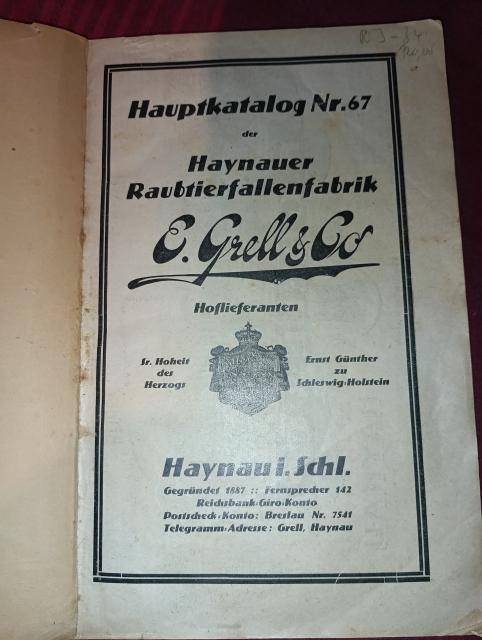 R J-84
Hauptkatalog Nr.67
der
Haynauer
Raubtierfallenfabrik
E. Grell & Co
Hoflieferanten
Sr. Hoheit
des
Herzogs
Ernst Günther
zu
Schleswig-Holstein
Haynau i. Schl.
Gegründet 1887 :: Fernsprecher 142
Reichsbank-Giro-Konto
Postscheck-Konto: Breslau Nr. 7541
Telegramm-Adresse: Grell, Haynau